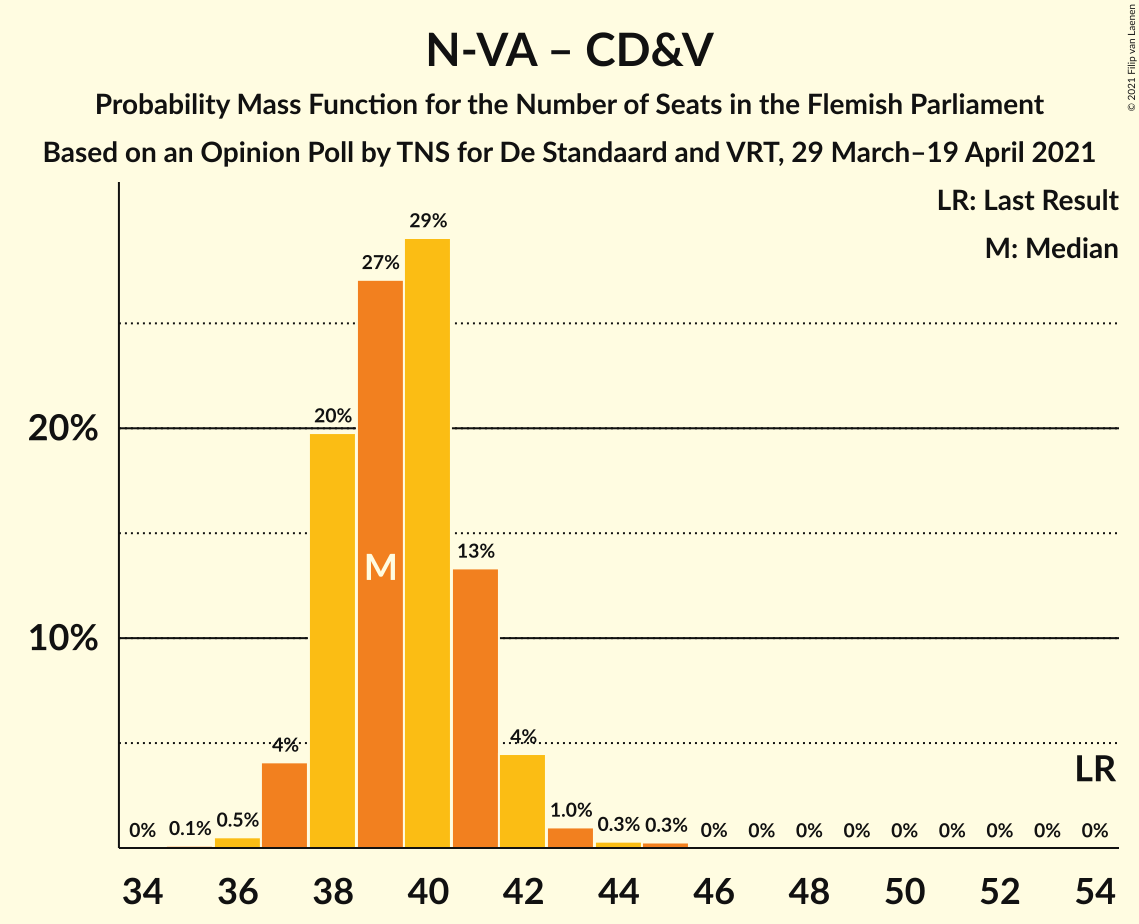 N-VA – CD&V
Probability Mass Function for the Number of Seats in the Flemish Parliament
Based on an Opinion Poll by TNS for De Standaard and VRT, 29 March–19 April 2021
© 2021 Filip van Laenen
LR: Last Result
M: Median
29%
27%
20%
20%
13%
M
10%
4%
4%
LR
0% 0.1% 0.5% 1.0% 0.3% 0.3% 0% 0% 0% 0% 0% 0% 0% 0% 0%
34 36 38 40 42 44 46 48 50 52 54